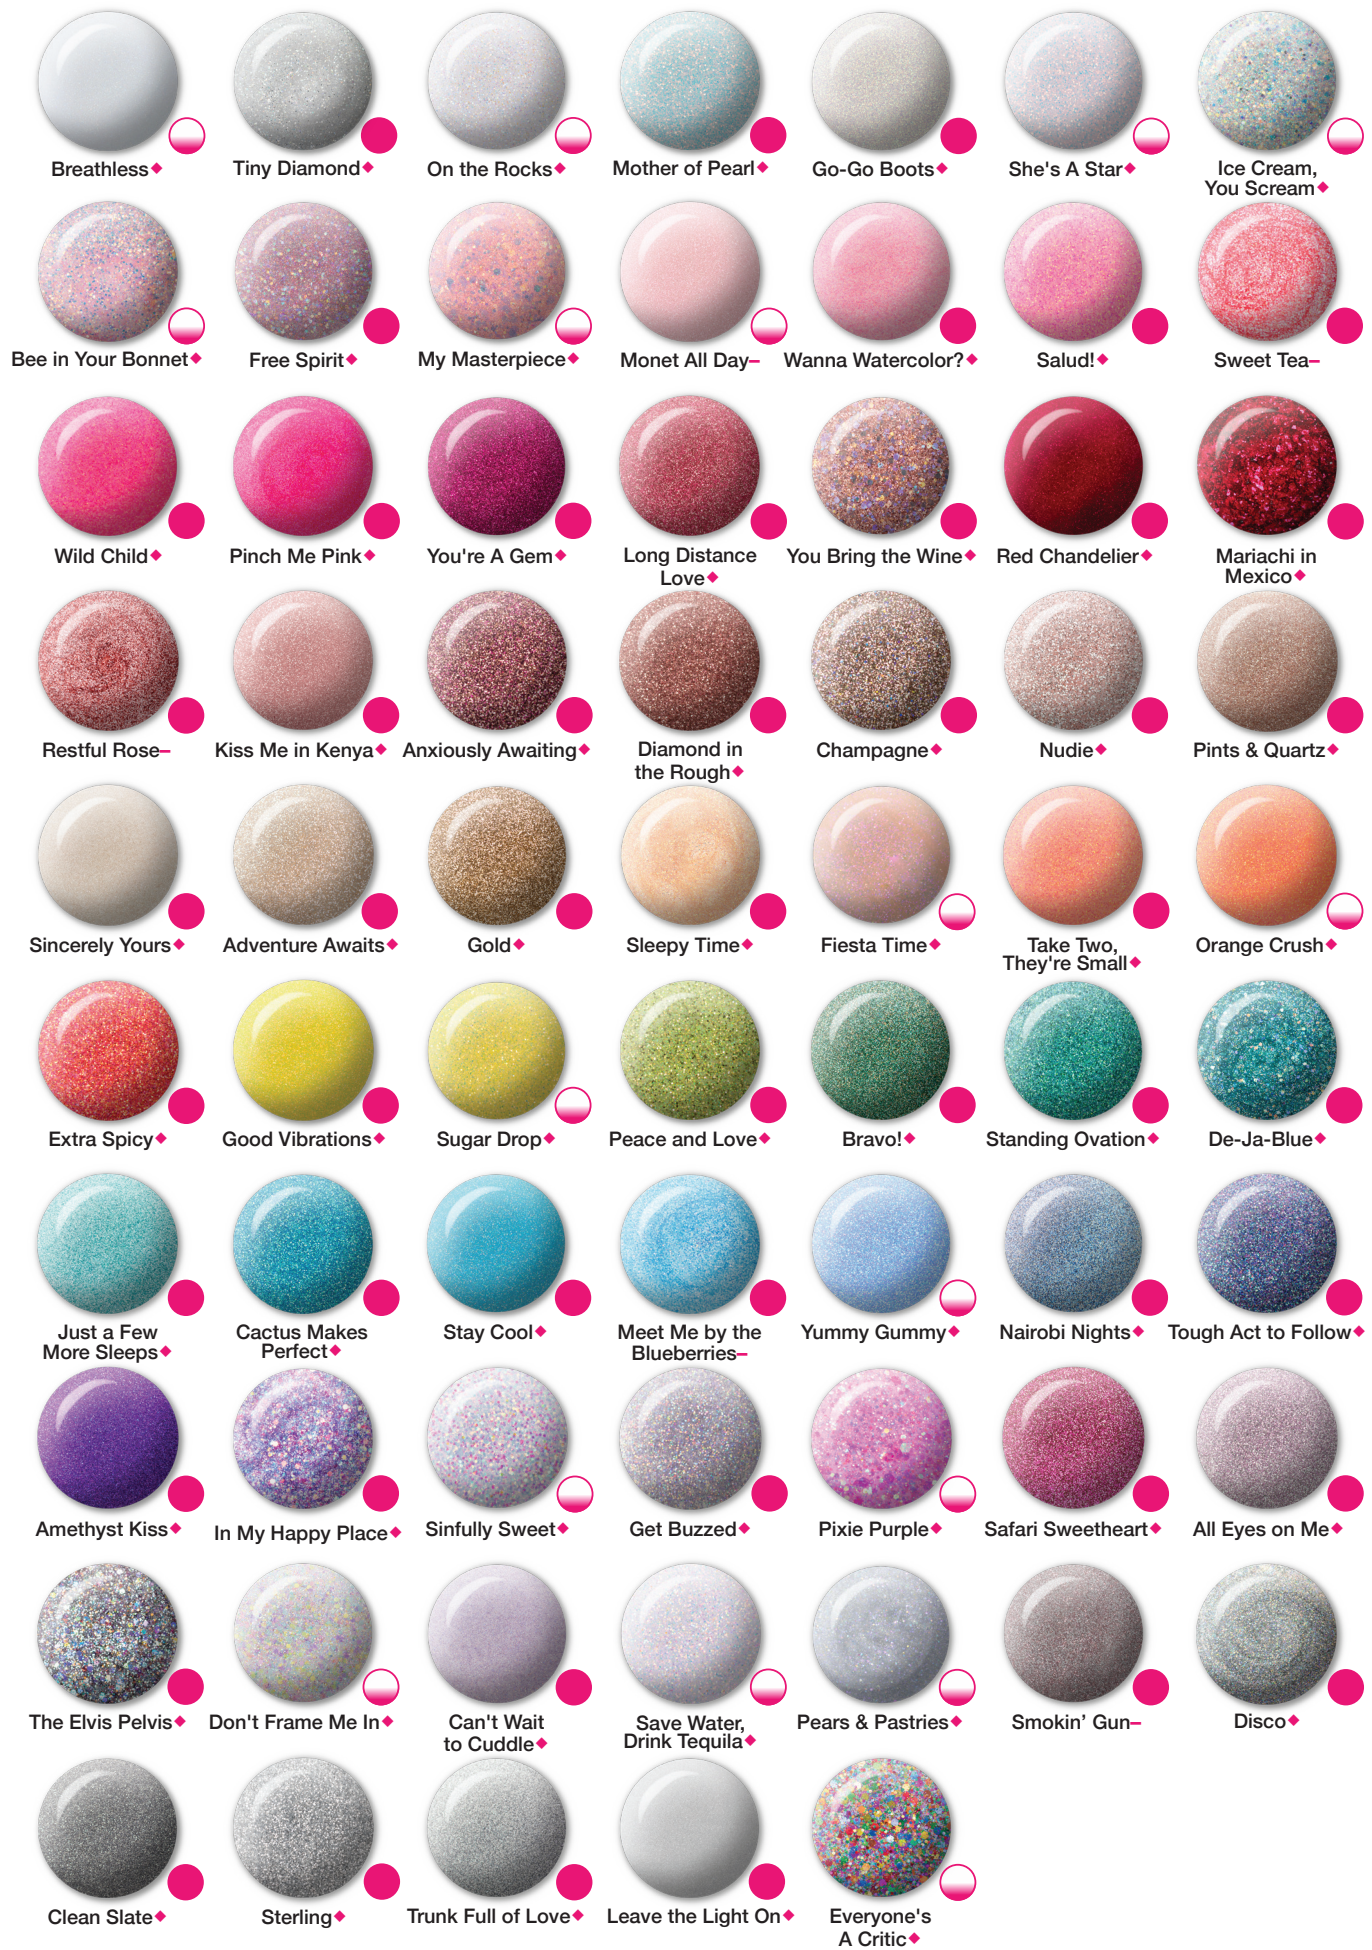 Breathless
Tiny Diamond
On the Rocks
Mother of Pearl
Go-Go Boots
She's A Star
Ice Cream,
You Scream
Bee in Your Bonnet
Free Spirit
My Masterpiece
Monet All Day–
Wanna Watercolor?
Salud!
Sweet Tea–
Wild Child
Pinch Me Pink
You're A Gem
Long Distance
Love
You Bring the Wine
Red Chandelier
Mariachi in
Mexico
Restful Rose–
Kiss Me in Kenya
Anxiously Awaiting
Diamond in
the Rough
Champagne
Nudie
Pints & Quartz
Sincerely Yours
Adventure Awaits
Gold
Sleepy Time
Fiesta Time
Take Two,
They're Small
Orange Crush
Extra Spicy
Good Vibrations
Sugar Drop
Peace and Love
Bravo!
Standing Ovation
De-Ja-Blue
Just a Few
More Sleeps
Cactus Makes
Perfect
Stay Cool
Meet Me by the
Blueberries–
Yummy Gummy
Nairobi Nights
Tough Act to Follow
Amethyst Kiss
In My Happy Place
Sinfully Sweet
Get Buzzed
Pixie Purple
Safari Sweetheart
All Eyes on Me
The Elvis Pelvis
Don't Frame Me In
Can't Wait
to Cuddle
Save Water,
Drink Tequila
Pears & Pastries
Smokin’ Gun–
Disco
Clean Slate
Sterling
Trunk Full of Love
Leave the Light On
Everyone's
A Critic